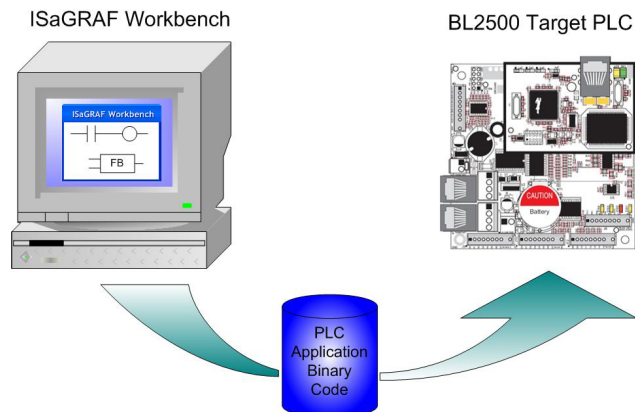 ISaGRAF Workbench
BL2500 Target PLC
ISaGRAF Workbench
FB
CAUTION
Battery
PLC
Application
Binary
Code